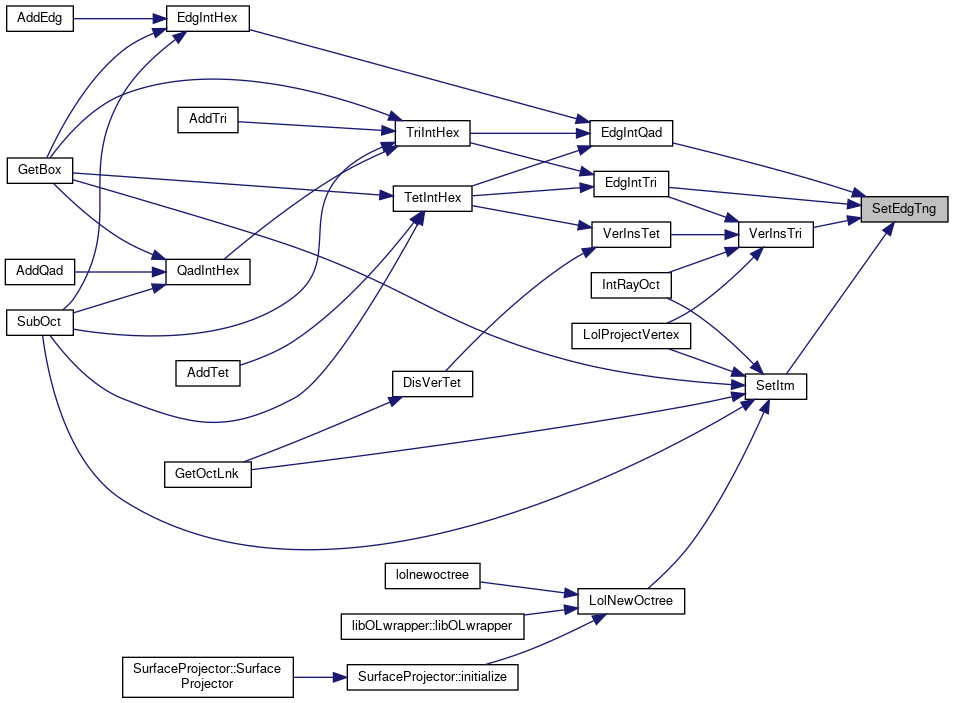 AddEdg
EdgIntHex
AddTri
TriIntHex
EdgIntQad
GetBox
TetIntHex
EdgIntTri
SetEdgTng
VerInsTet
VerInsTri
AddQad
QadIntHex
IntRayOct
SubOct
LolProjectVertex
AddTet
DisVerTet
SetItm
GetOctLnk
lolnewoctree
LolNewOctree
libOLwrapper::libOLwrapper
SurfaceProjector::Surface
Projector
SurfaceProjector::initialize